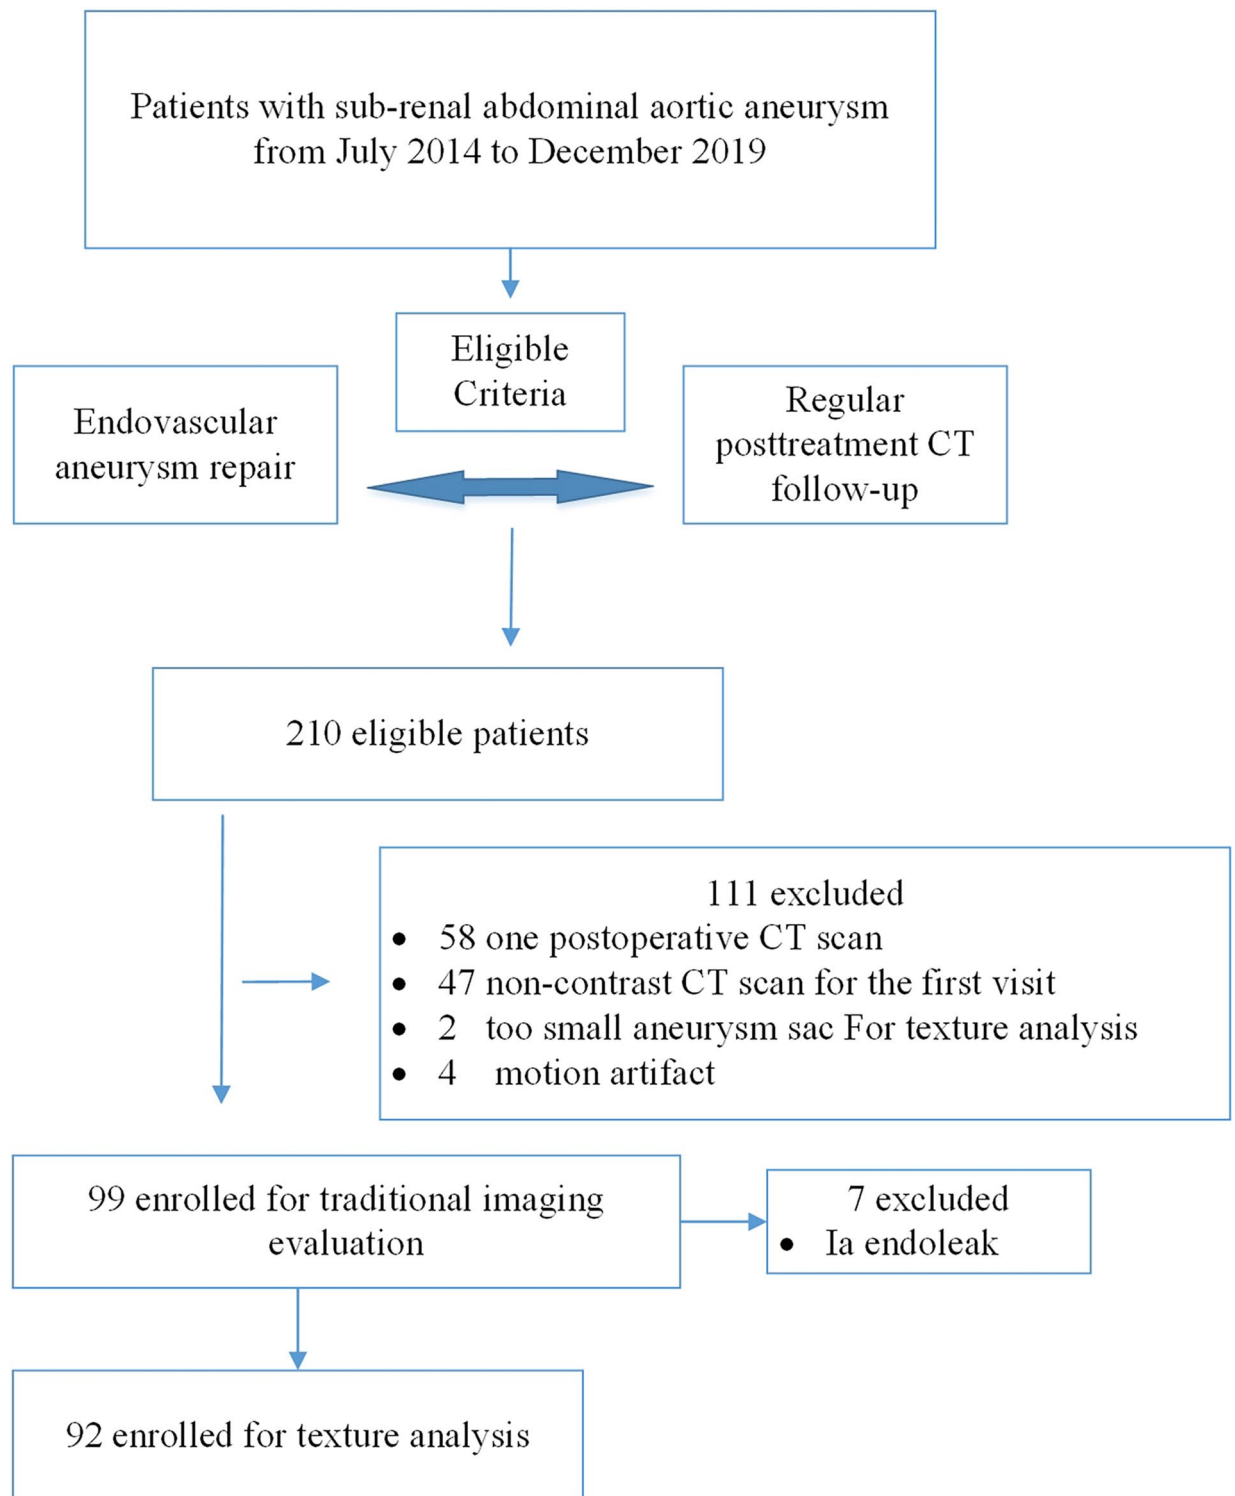 Patients with sub-renal abdominal aortic aneurysm
from July 2014 to December 2019
Eligible
Criteria
Endovascular
aneurysm repair
Regular
posttreatment CT
follow-up
210 eligible patients
111 excluded
• 58 one postoperative CT scan
• 47 non-contrast CT scan for the first visit
• 2 too small aneurysm sac For texture analysis
• 4 motion artifact
99 enrolled for traditional imaging
evaluation
7 excluded
• Ia endoleak
92 enrolled for texture analysis